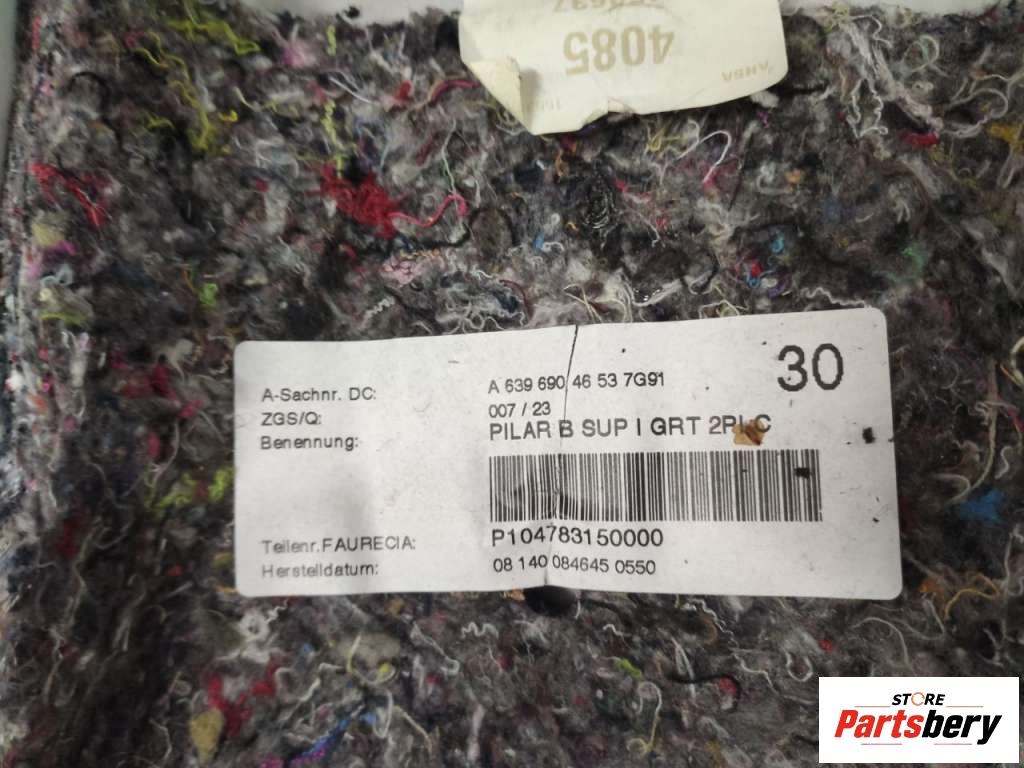 4085
A-Sachnr. DC: A 639 690 46 53 7G91
30
ZGS/Q: 007 / 23
Benennung: PILAR B SUP I GRT 2PLC
Teilenr.FAURECIA: P104783150000
Herstelldatum: 08 140 084645 0550
STORE
Partsbery